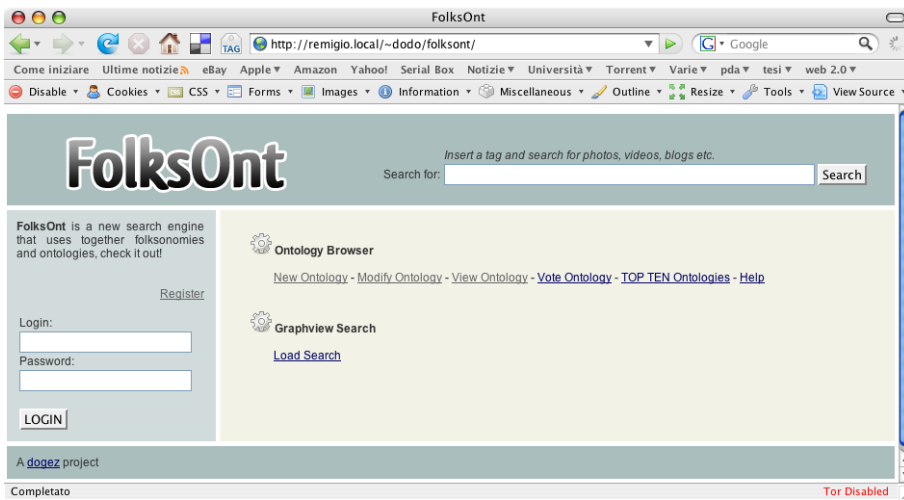 FolksOnt
TAG http://remigio.local/~dodo/folksont/ G Google
Come iniziare Ultime notizie eBay Apple Amazon Yahoo! Serial Box Notizie Università Torrent Varie pda tesi web 2.0
Disable Cookies CSS Forms Images Information Miscellaneous Outline Resize Tools View Source
FolksOnt
Insert a tag and search for photos, videos, blogs etc.
Search for: Search
FolksOnt is a new search engine
that uses together folksonomies
and ontologies, check it out!
Register
Login:
Password:
LOGIN
Ontology Browser
New Ontology - Modify Ontology - View Ontology - Vote Ontology - TOP TEN Ontologies - Help
Graphview Search
Load Search
A dogez project
Completato Tor Disabled